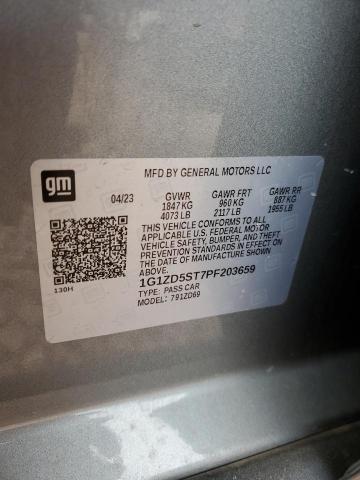 gm
MFD BY GENERAL MOTORS LLC
04/23 GVWR GAWR FRT GAWR RR
1847 KG 960 KG 887 KG
4073 LB 2117 LB 1955 LB
THIS VEHICLE CONFORMS TO ALL
APPLICABLE U.S. FEDERAL MOTOR
VEHICLE SAFETY, BUMPER, AND THEFT
PREVENTION STANDARDS IN EFFECT ON
THE DATE OF MANUFACTURE SHOWN
ABOVE.
1G1ZD5ST7PF203659
TYPE: PASS CAR
MODEL: 791ZD69
130H